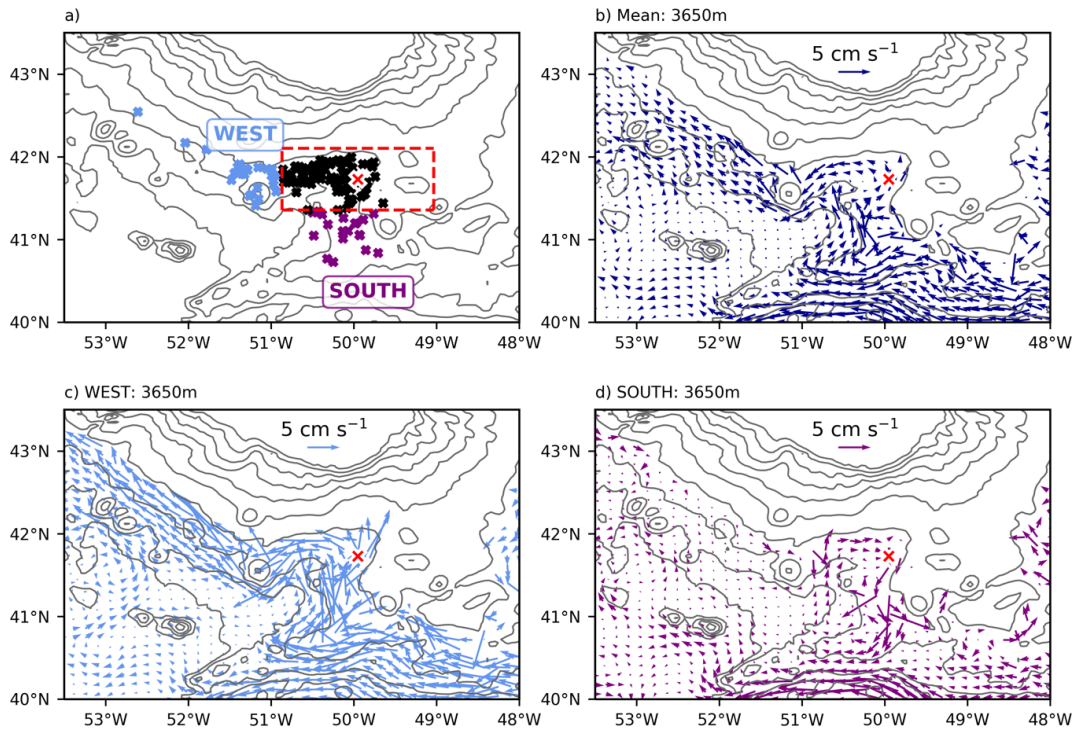 a)
43°N
42°N
41°N
40°N
WEST
SOUTH
53°W 52°W 51°W 50°W 49°W 48°W
b) Mean: 3650m
5 cm s⁻¹
43°N
42°N
41°N
40°N
53°W 52°W 51°W 50°W 49°W 48°W
c) WEST: 3650m
5 cm s⁻¹
43°N
42°N
41°N
40°N
53°W 52°W 51°W 50°W 49°W 48°W
d) SOUTH: 3650m
5 cm s⁻¹
43°N
42°N
41°N
40°N
53°W 52°W 51°W 50°W 49°W 48°W